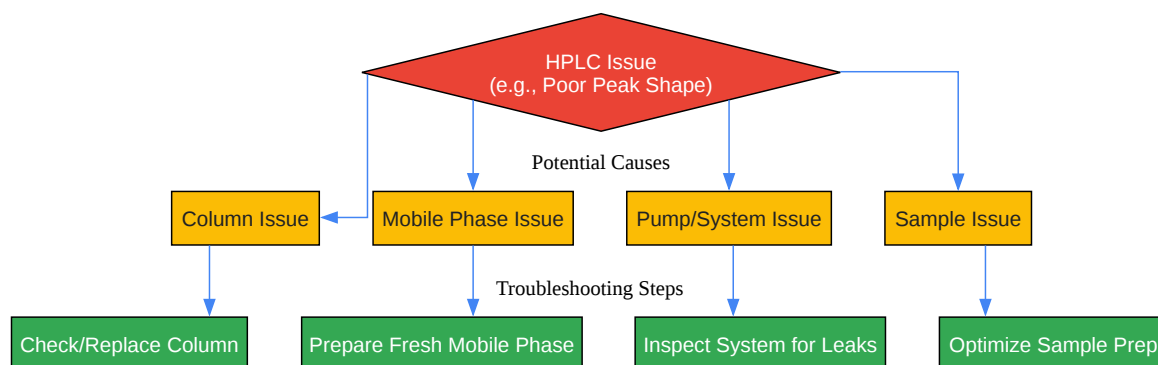 HPLC Issue
(e.g., Poor Peak Shape)
Potential Causes
Column Issue
Mobile Phase Issue
Pump/System Issue
Sample Issue
Troubleshooting Steps
Check/Replace Column
Prepare Fresh Mobile Phase
Inspect System for Leaks
Optimize Sample Prep